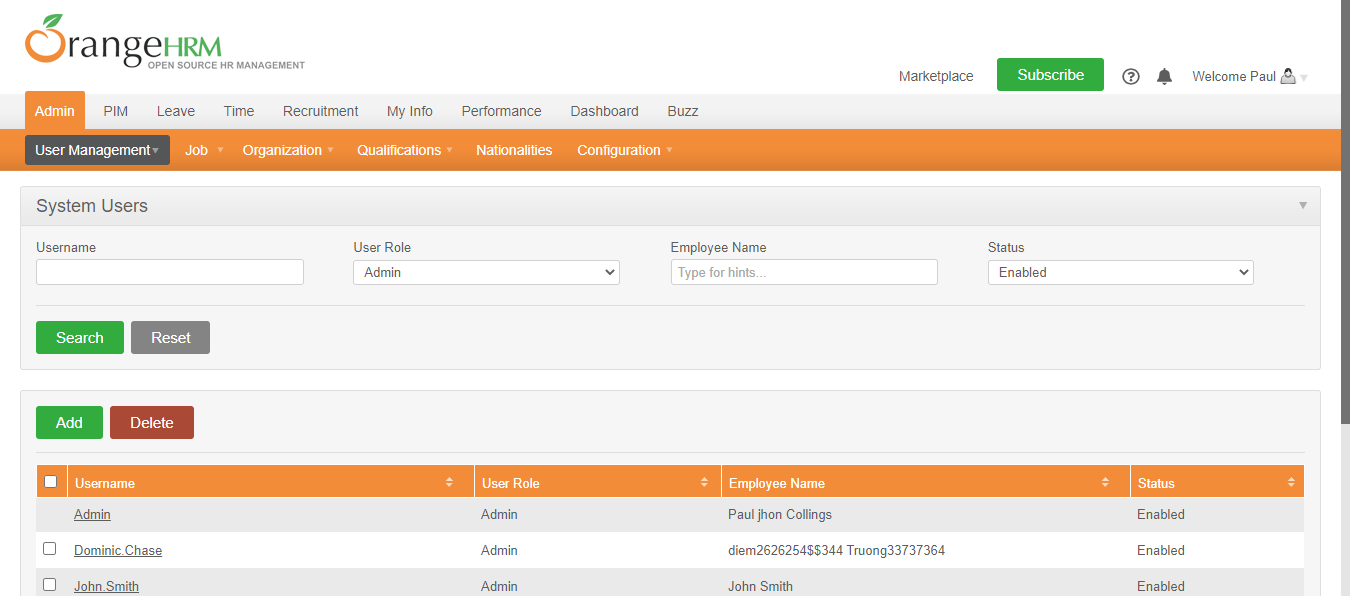 OrangeHRM
OPEN SOURCE HR MANAGEMENT
Marketplace Subscribe Welcome Paul
Admin PIM Leave Time Recruitment My Info Performance Dashboard Buzz
User Management Job Organization Qualifications Nationalities Configuration
System Users
Username User Role Employee Name Status
Admin Type for hints... Enabled
Search Reset
Add Delete
Username User Role Employee Name Status
Admin Admin Paul jhon Collings Enabled
Dominic.Chase Admin diem2626254$$344 Truong33737364 Enabled
John.Smith Admin John Smith Enabled